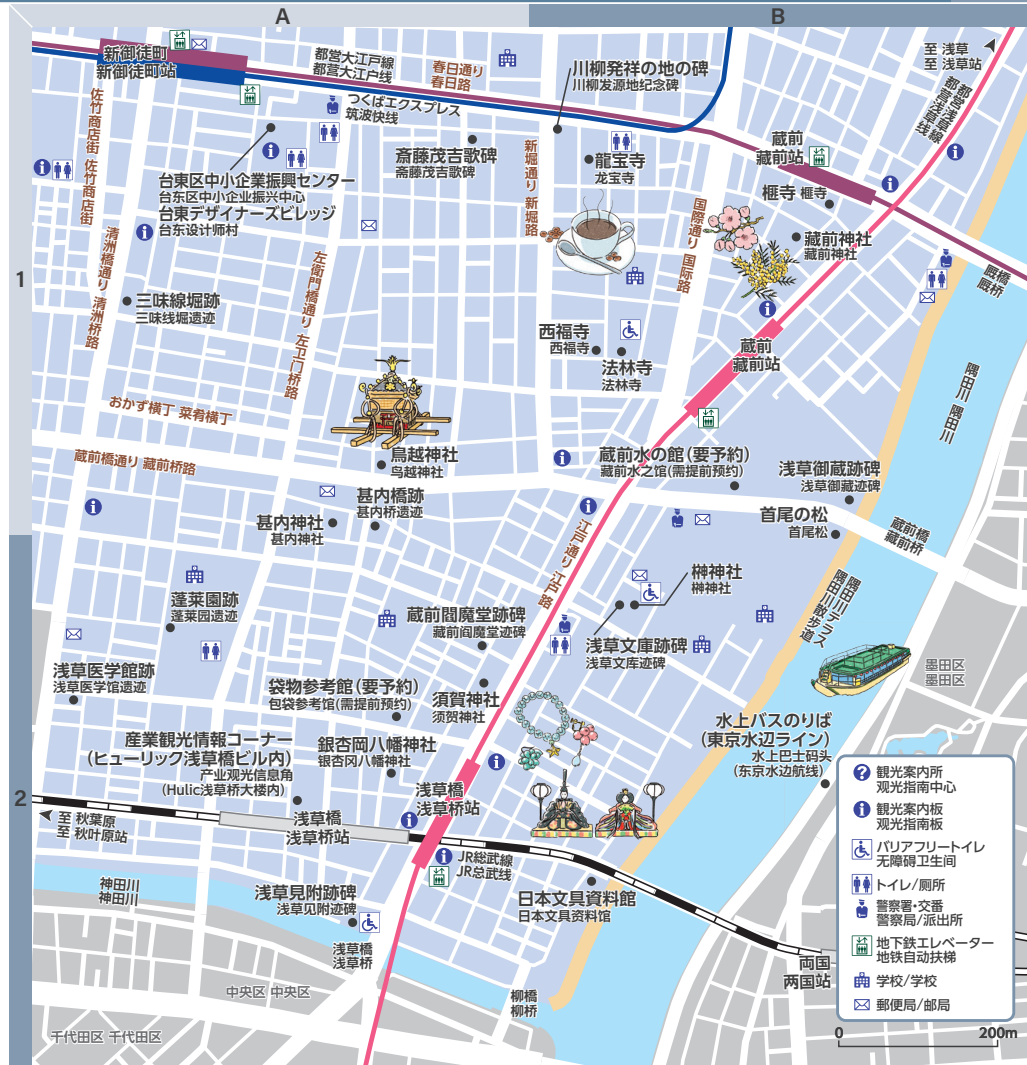 A
B
1
2
新御徒町
新御徒町站
都営大江戸線
都营大江户线
春日通り
春日路
つくばエクスプレス
筑波快线
川柳発祥の地の碑
川柳发源地纪念碑
至 浅草
至 浅草站
都営浅草線
都营浅草线
佐竹商店街 佐竹商店街
台東区中小企業振興センター
台东区中小企业振兴中心
台東デザイナーズビレッジ
台东设计师村
斎藤茂吉歌碑
斋藤茂吉歌碑
新堀通り 新堀路
龍宝寺
龙宝寺
蔵前
藏前站
榧寺 榧寺
国際通り 国际路
蔵前神社
藏前神社
厩橋
厩桥
清洲橋通り 清洲桥路
三味線堀跡
三味线堀遗迹
左衛門橋通り 左卫门桥路
西福寺
西福寺
法林寺
法林寺
蔵前
藏前站
隅田川 隅田川
おかず横丁 菜肴横丁
蔵前橋通り 藏前桥路
鳥越神社
鸟越神社
蔵前水の館(要予約)
藏前水之馆(需提前预约)
浅草御蔵跡碑
浅草御藏迹碑
甚内橋跡
甚内桥遗迹
甚内神社
甚内神社
首尾の松
首尾松
蔵前橋
藏前桥
江戸通り 江户路
榊神社
榊神社
隅田川テラス
隅田川散步道
蓬莱園跡
蓬莱园遗迹
蔵前閻魔堂跡碑
藏前阎魔堂迹碑
浅草文庫跡碑
浅草文库迹碑
浅草医学館跡
浅草医学馆遗迹
袋物参考館(要予約)
包袋参考馆(需提前预约)
須賀神社
须贺神社
墨田区
墨田区
産業観光情報コーナー
(ヒューリック浅草橋ビル内)
产业观光信息角
(Hulic浅草桥大楼内)
銀杏岡八幡神社
银杏冈八幡神社
水上バスのりば
(東京水辺ライン)
水上巴士码头
(东京水边航线)
浅草橋
浅草桥站
至 秋葉原
至 秋叶原站
浅草橋
浅草桥站
JR総武線
JR总武线
神田川
神田川
浅草見附跡碑
浅草见附迹碑
日本文具資料館
日本文具资料馆
浅草橋
浅草桥
両国
两国站
中央区 中央区
柳橋
柳桥
千代田区 千代田区
観光案内所
观光指南中心
観光案内板
观光指南板
バリアフリートイレ
无障碍卫生间
トイレ/厕所
警察署・交番
警察局/派出所
地下鉄エレベーター
地铁自动扶梯
学校/学校
郵便局/邮局
0 200m